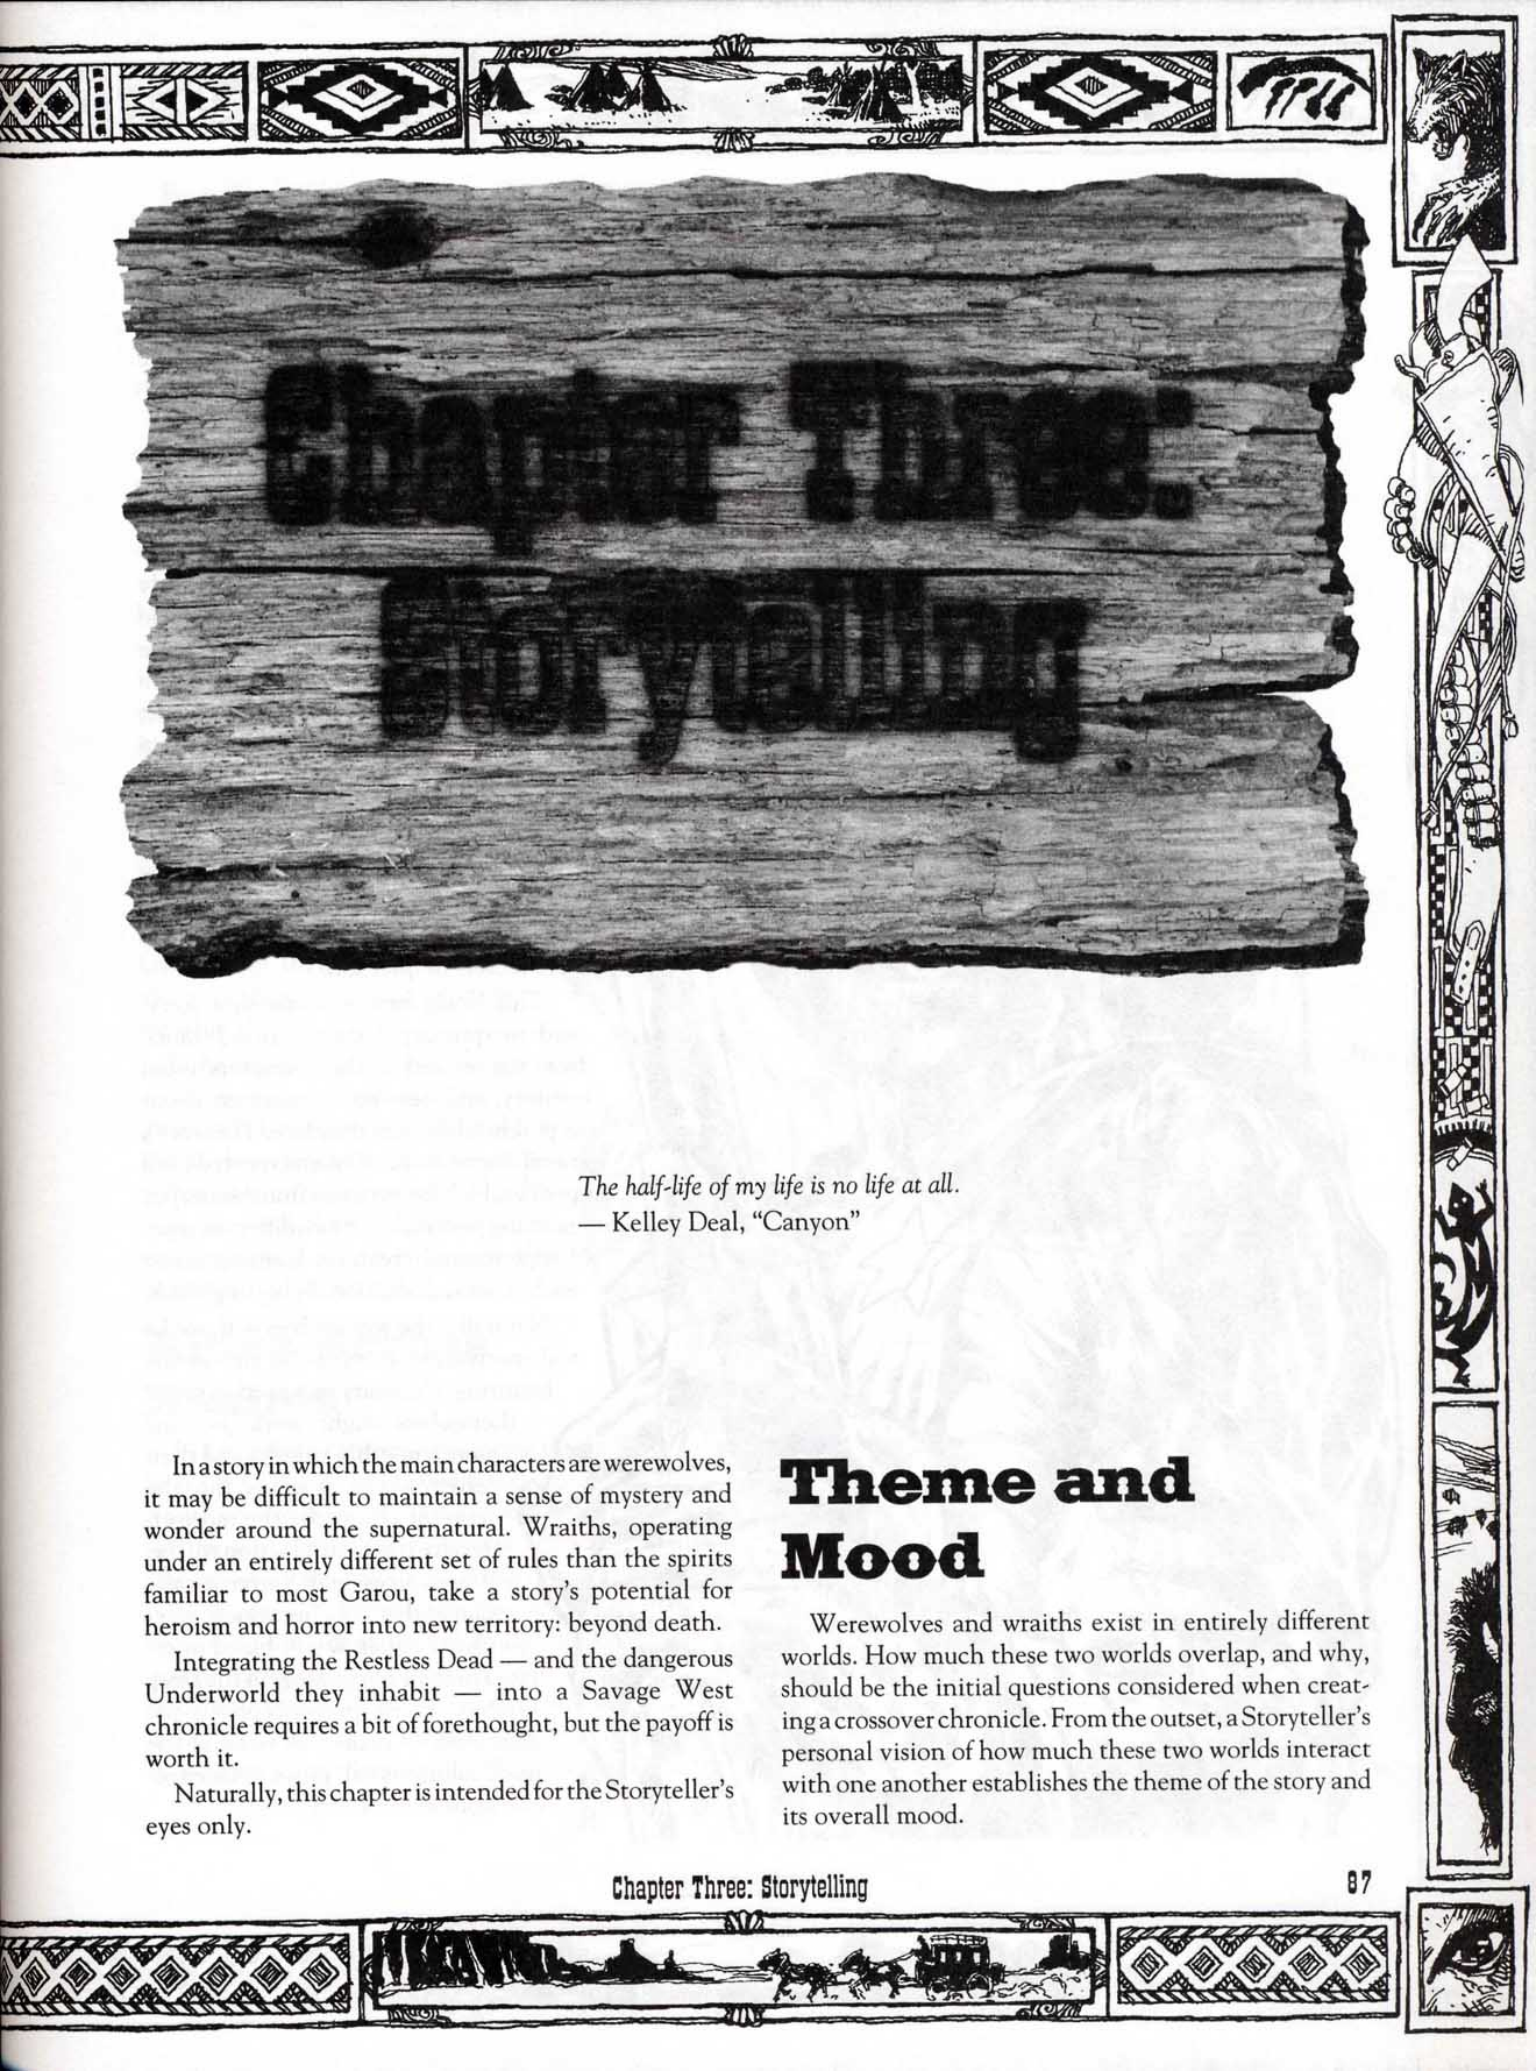 Chapter Three:
Storytelling
The half-life of my life is no life at all.
— Kelley Deal, “Canyon”
In a story in which the main characters are werewolves,
it may be difficult to maintain a sense of mystery and
wonder around the supernatural. Wraiths, operating
under an entirely different set of rules than the spirits
familiar to most Garou, take a story's potential for
heroism and horror into new territory: beyond death.
Integrating the Restless Dead — and the dangerous
Underworld they inhabit — into a Savage West
chronicle requires a bit of forethought, but the payoff is
worth it.
Naturally, this chapter is intended for the Storyteller's
eyes only.
Theme and
Mood
Werewolves and wraiths exist in entirely different
worlds. How much these two worlds overlap, and why,
should be the initial questions considered when creat-
ing a crossover chronicle. From the outset, a Storyteller's
personal vision of how much these two worlds interact
with one another establishes the theme of the story and
its overall mood.
Chapter Three: Storytelling
87